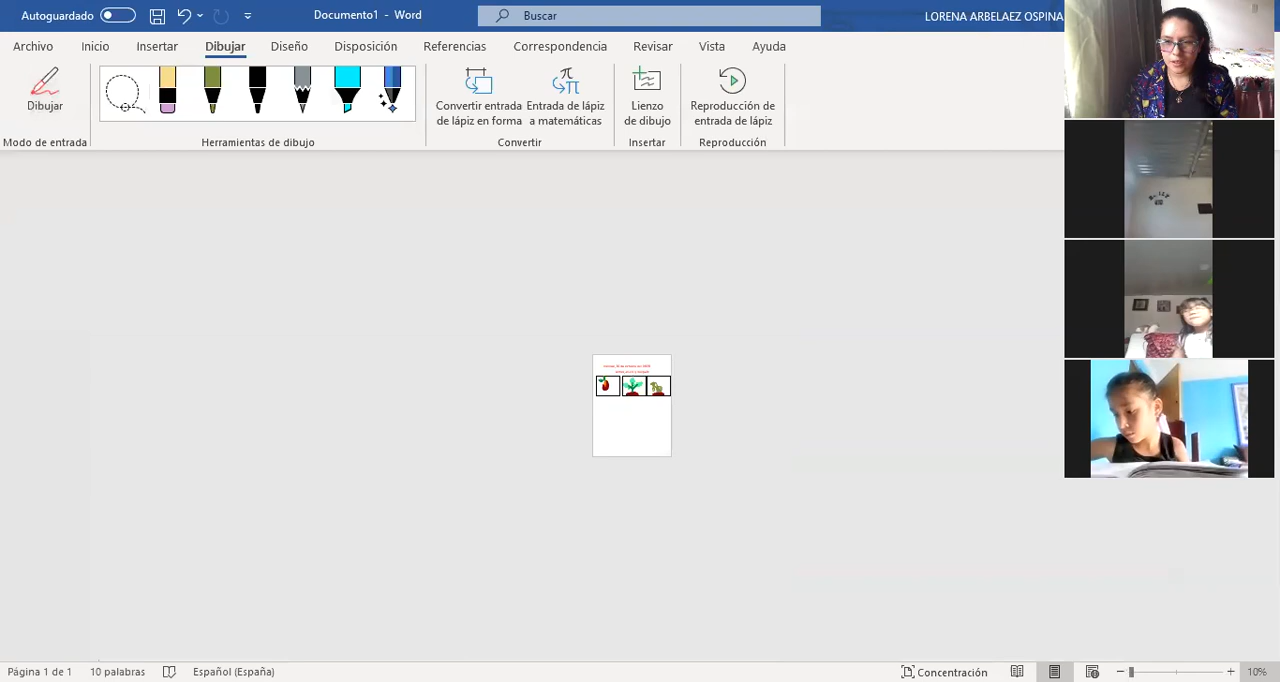 Autoguardado
Documento1 - Word
Buscar
LORENA ARBELAEZ OSPINA
Archivo Inicio Insertar Dibujar Diseño Disposición Referencias Correspondencia Revisar Vista Ayuda
Dibujar
Convertir entrada de lápiz en forma
Entrada de lápiz a matemáticas
Lienzo de dibujo
Reproducción de entrada de lápiz
Modo de entrada Herramientas de dibujo Convertir Insertar Reproducción
Página 1 de 1 10 palabras Español (España) Concentración 10%